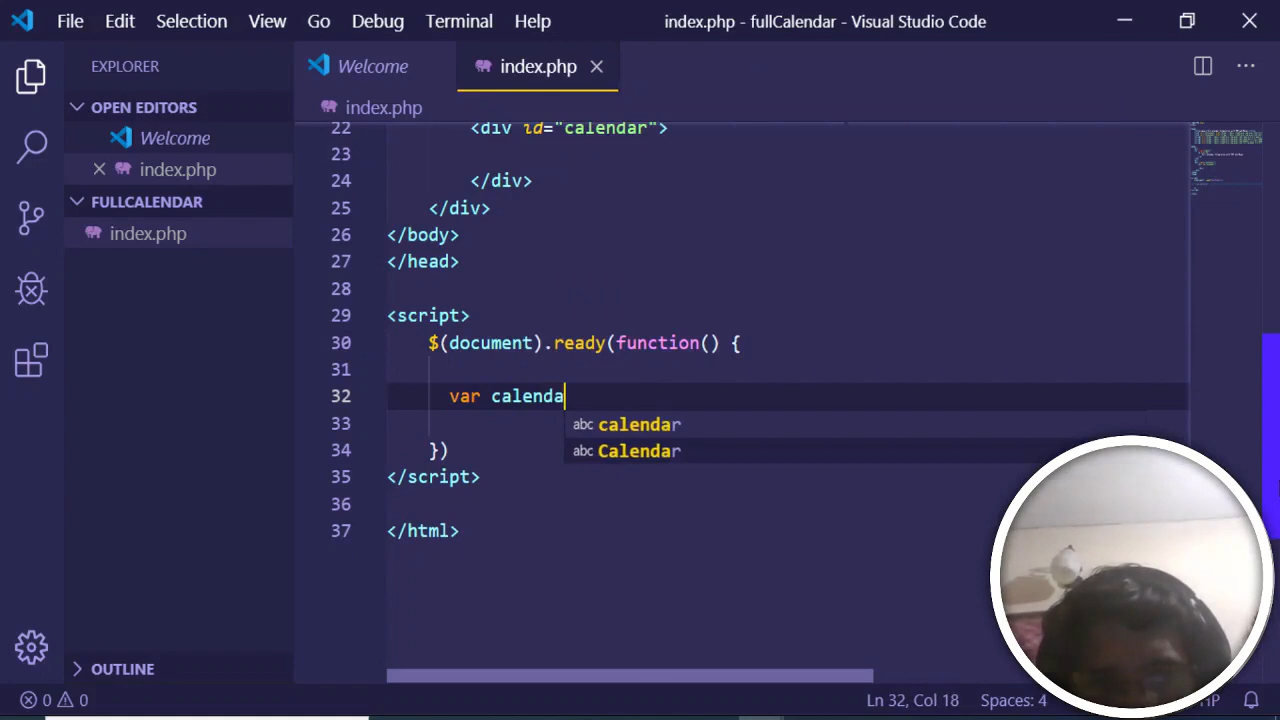 File Edit Selection View Go Debug Terminal Help index.php - fullCalendar - Visual Studio Code
EXPLORER
OPEN EDITORS
Welcome
index.php
FULLCALENDAR
index.php
OUTLINE
Welcome index.php
index.php
22 <div id="calendar">
23
24 </div>
25 </div>
26 </body>
27 </head>
28
29 <script>
30 $(document).ready(function() {
31
32 var calenda
abc calendar
abc Calendar
33
34 })
35 </script>
36
37 </html>
0 0 Ln 32, Col 18 Spaces: 4 HP